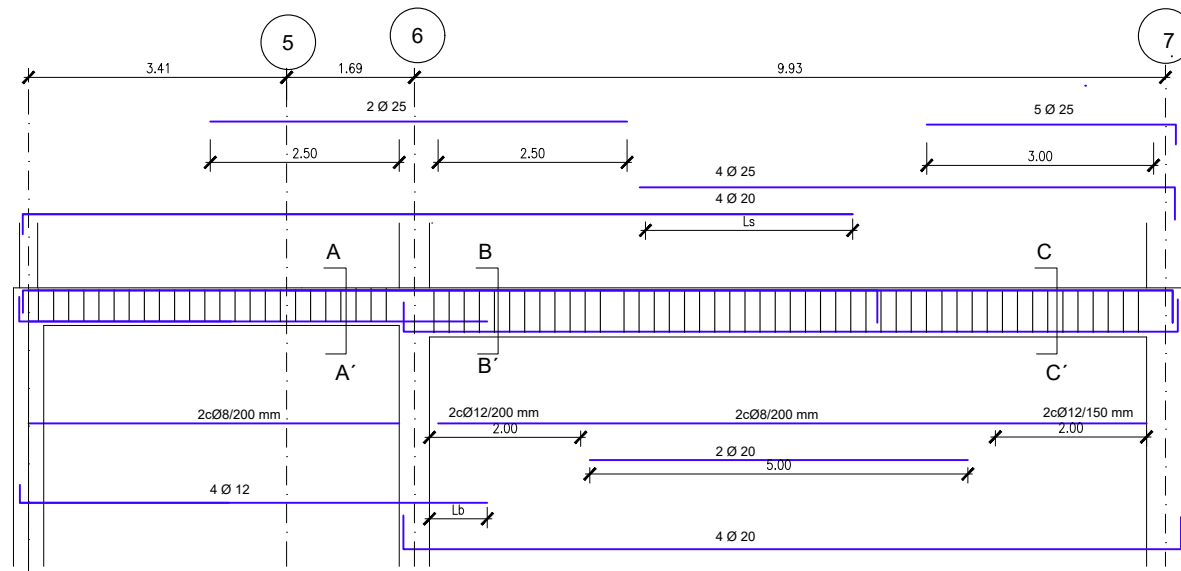 5
6
7
3.41
1.69
9.93
2 Ø 25
5 Ø 25
2.50
2.50
3.00
4 Ø 25
4 Ø 20
Ls
A
B
C
A´
B´
C´
2cØ8/200 mm
2cØ12/200 mm
2cØ8/200 mm
2cØ12/150 mm
2.00
2.00
2 Ø 20
5.00
4 Ø 12
Lb
4 Ø 20